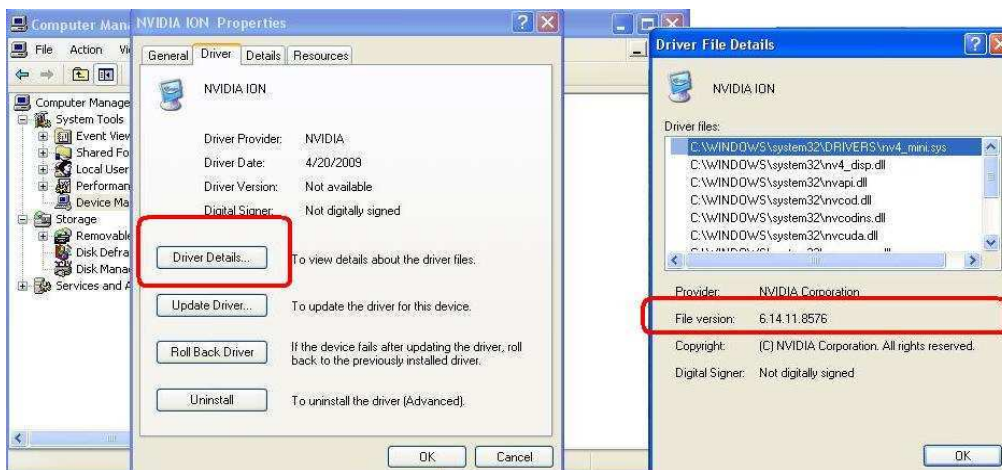 Computer Mana
File Action Vi
Computer Manage
System Tools
Event View
Shared Fo
Local User
Performan
Device Ma
Storage
Removable
Disk Defra
Disk Manag
Services and A
NVIDIA ION Properties
General Driver Details Resources
NVIDIA ION
Driver Provider: NVIDIA
Driver Date: 4/20/2009
Driver Version: Not available
Digital Signer: Not digitally signed
Driver Details... To view details about the driver files.
Update Driver... To update the driver for this device.
Roll Back Driver If the device fails after updating the driver, roll
back to the previously installed driver.
Uninstall To uninstall the driver (Advanced).
OK Cancel
Driver File Details
NVIDIA ION
Driver files:
C:\WINDOWS\system32\DRIVERS\nv4_mini.sys
C:\WINDOWS\system32\nv4_disp.dll
C:\WINDOWS\system32\nvapi.dll
C:\WINDOWS\system32\nvcod.dll
C:\WINDOWS\system32\nvcodins.dll
C:\WINDOWS\system32\nvcuda.dll
Provider: NVIDIA Corporation
File version: 6.14.11.8576
Copyright: (C) NVIDIA Corporation. All rights reserved.
Digital Signer: Not digitally signed
OK